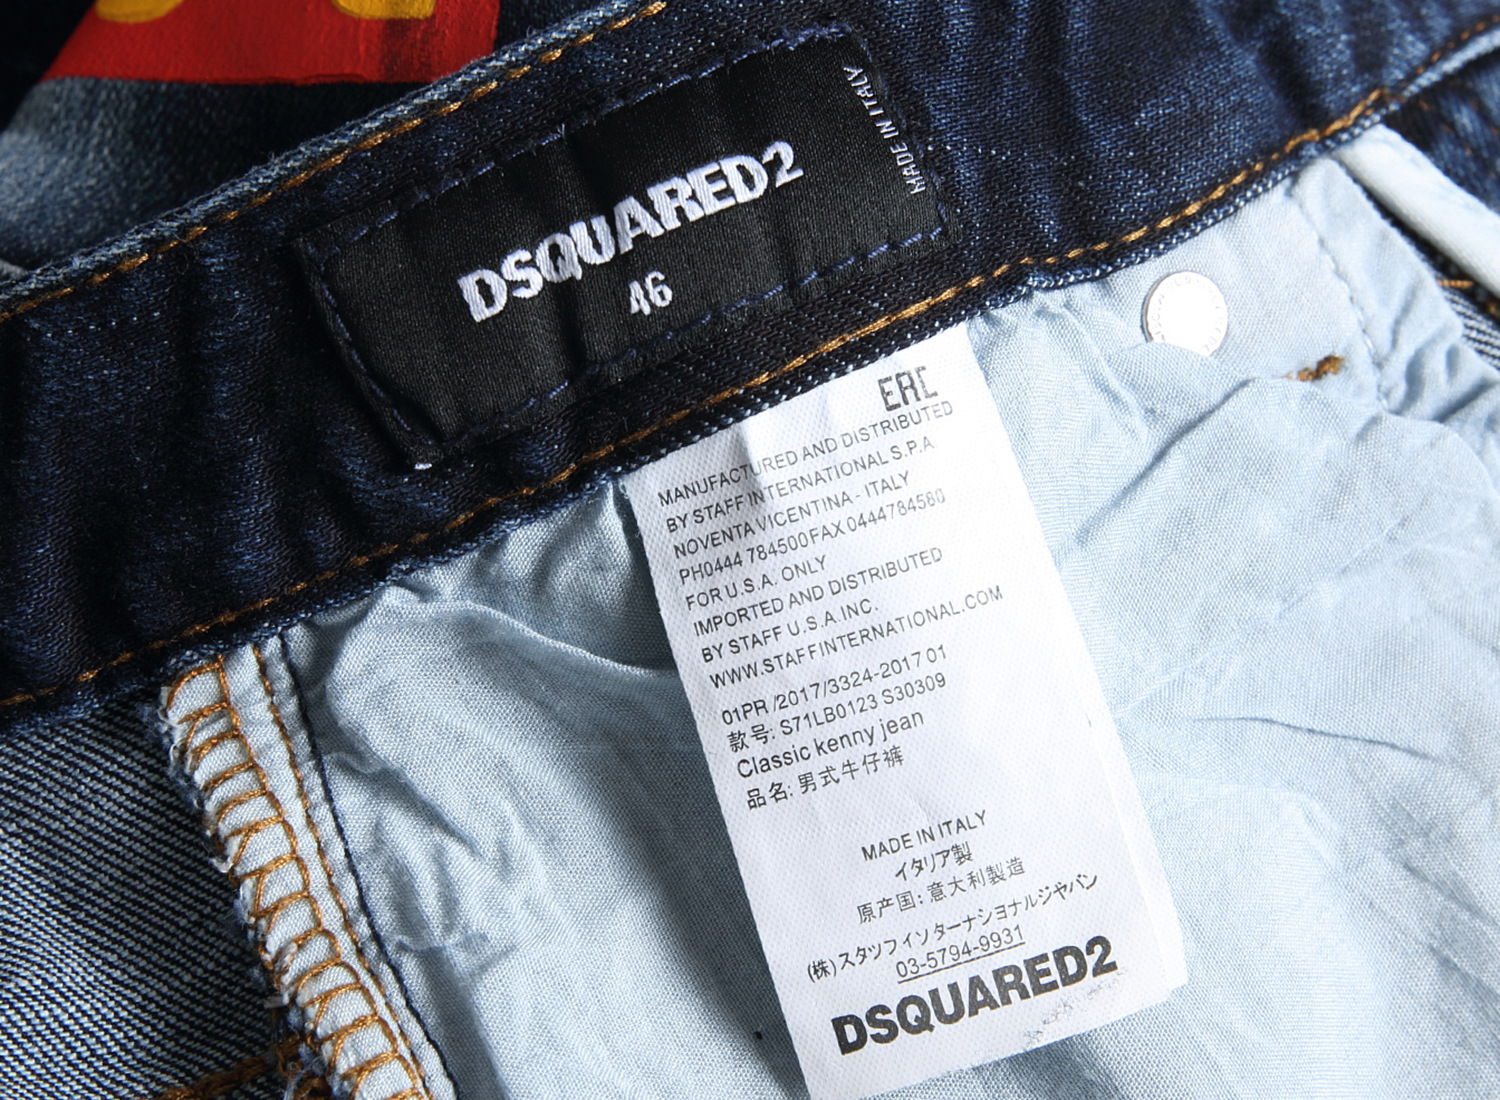 DSQUARED2
46
MADE IN ITALY
EAC
MANUFACTURED AND DISTRIBUTED
BY STAFF INTERNATIONAL S.P.A
NOVENTA VICENTINA - ITALY
PH0444 784500FAX 0444784580
FOR U.S.A. ONLY
IMPORTED AND DISTRIBUTED
BY STAFF U.S.A.INC.
WWW.STAFFINTERNATIONAL.COM
01PR /2017/3324-2017 01
款号: S71LB0123 S30309
Classic kenny jean
品名: 男式牛仔裤
MADE IN ITALY
イタリア製
原产国: 意大利製造
(株)スタッフインターナショナルジャパン
03-5794-9931
DSQUARED2